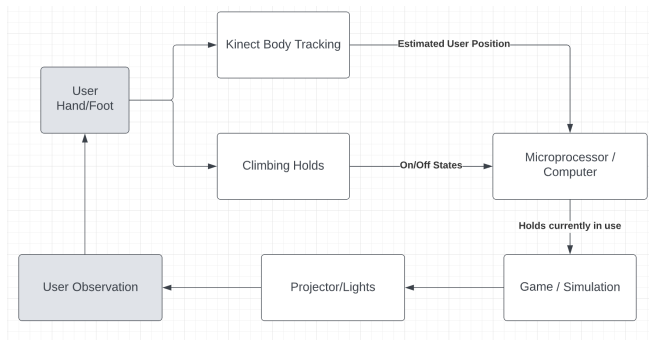 Kinect Body Tracking
Estimated User Position
User
Hand/Foot
Climbing Holds
On/Off States
Microprocessor /
Computer
Holds currently in use
User Observation
Projector/Lights
Game / Simulation